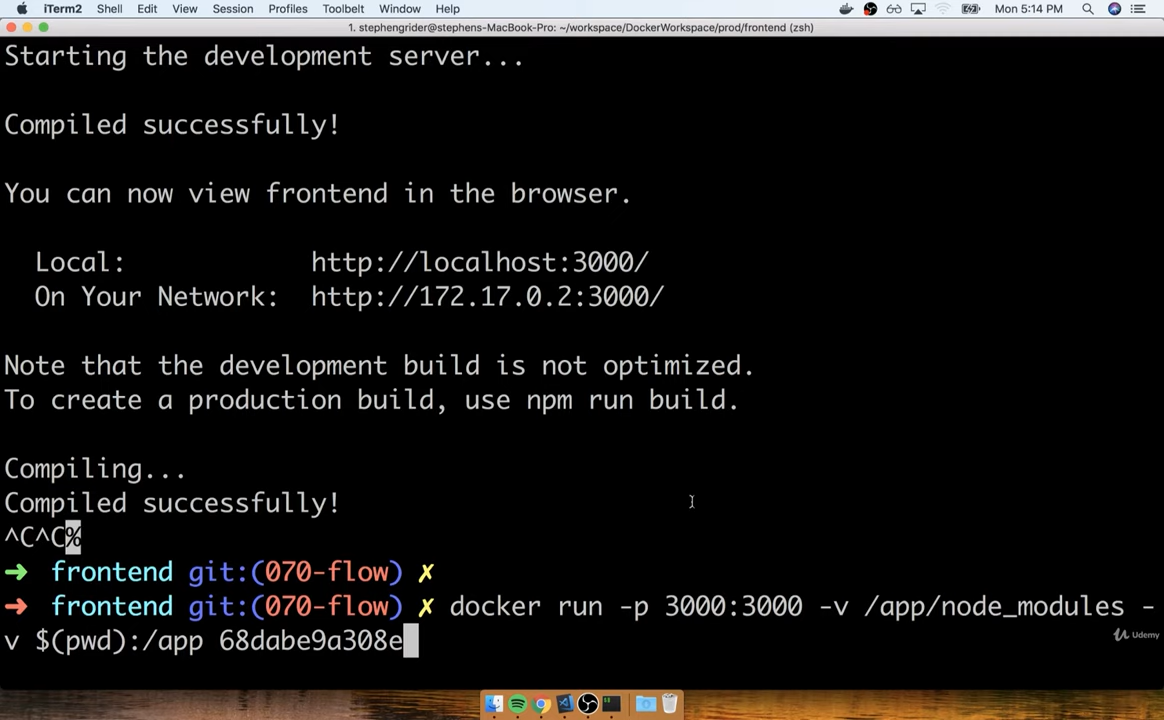 iTerm2 Shell Edit View Session Profiles Toolbelt Window Help Mon 5:14 PM
1. stephengrider@stephens-MacBook-Pro: ~/workspace/DockerWorkspace/prod/frontend (zsh)
Starting the development server...
Compiled successfully!
You can now view frontend in the browser.
Local: http://localhost:3000/
On Your Network: http://172.17.0.2:3000/
Note that the development build is not optimized.
To create a production build, use npm run build.
Compiling...
Compiled successfully!
^C^C%
➜ frontend git:(070-flow) ✗
➜ frontend git:(070-flow) ✗ docker run -p 3000:3000 -v /app/node_modules -
v $(pwd):/app 68dabe9a308e
Udemy